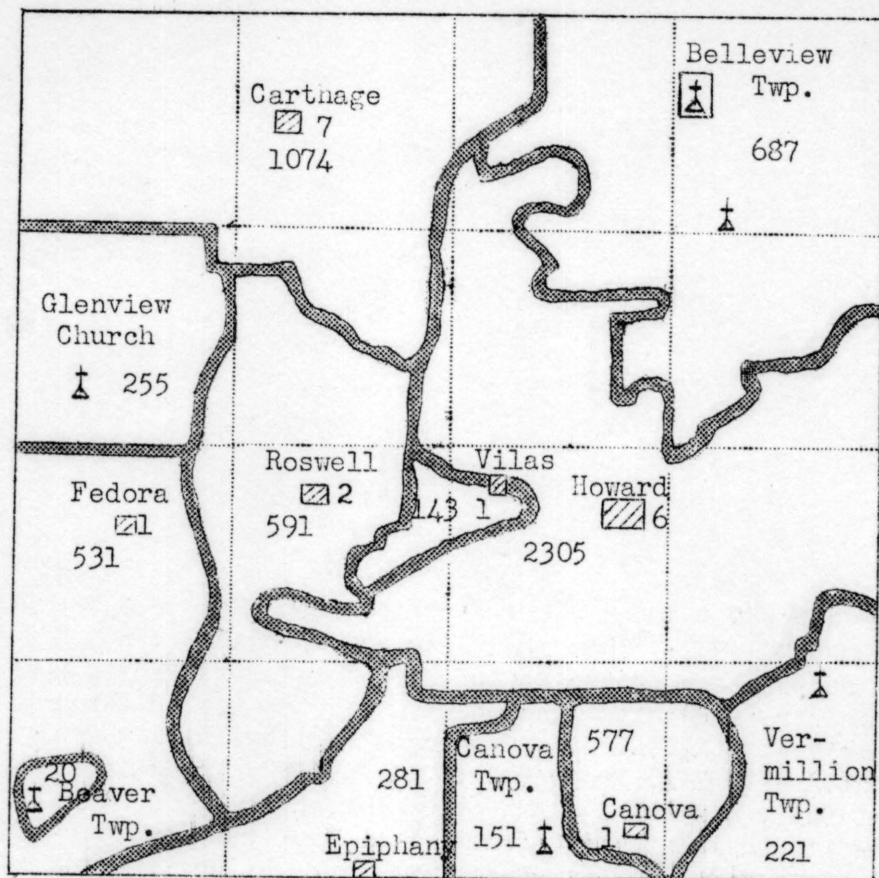 Belleview
Twp.
687
Carthage
7
1074
Glenview
Church
255
Roswell
2
591
Vilas
143 1
Howard
6
2305
Fedora
1
531
20
Beaver
Twp.
281
Epiphany
Canova
Twp.
151
577
Canova
1
Ver-
million
Twp.
221